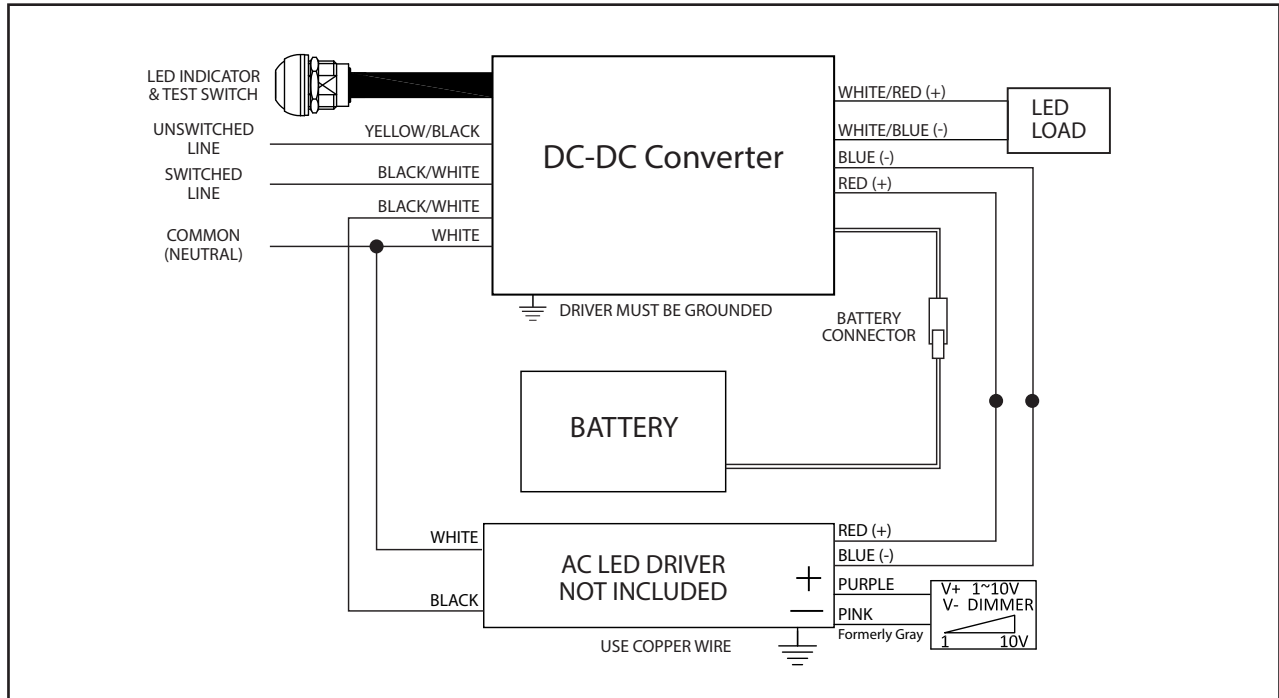 LED INDICATOR
& TEST SWITCH
UNSWITCHED
LINE
YELLOW/BLACK
SWITCHED
LINE
BLACK/WHITE
BLACK/WHITE
COMMON
(NEUTRAL)
WHITE
DC-DC Converter
WHITE/RED (+)
WHITE/BLUE (-)
LED
LOAD
BLUE (-)
RED (+)
DRIVER MUST BE GROUNDED
BATTERY
CONNECTOR
BATTERY
WHITE
BLACK
AC LED DRIVER
NOT INCLUDED
+
—
RED (+)
BLUE (-)
PURPLE
PINK
Formerly Gray
V+ 1~10V
V- DIMMER
1 10V
USE COPPER WIRE